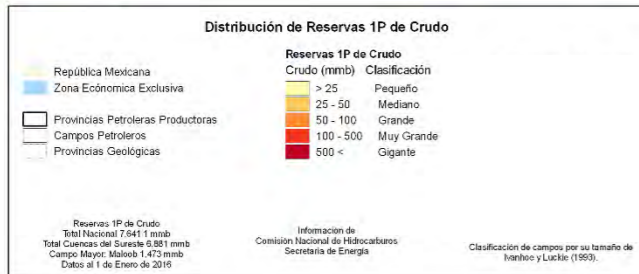 Distribución de Reservas 1P de Crudo
República Mexicana
Zona Ecónomica Exclusiva
Provincias Petroleras Productoras
Campos Petroleros
Provincias Geológicas
Reservas 1P de Crudo
Crudo (mmb) Clasificación
> 25 Pequeño
25 - 50 Mediano
50 - 100 Grande
100 - 500 Muy Grande
500 < Gigante
Reservas 1P de Crudo
Total Nacional 7,641.1 mmb
Total Cuencas del Sureste 6,881 mmb
Campo Mayor: Maloob 1,473 mmb
Datos al 1 de Enero de 2016
Información de
Comisión Nacional de Hidrocarburos
Secretaria de Energía
Clasificación de campos por su tamaño de
Ivanhoe y Luckie (1993).